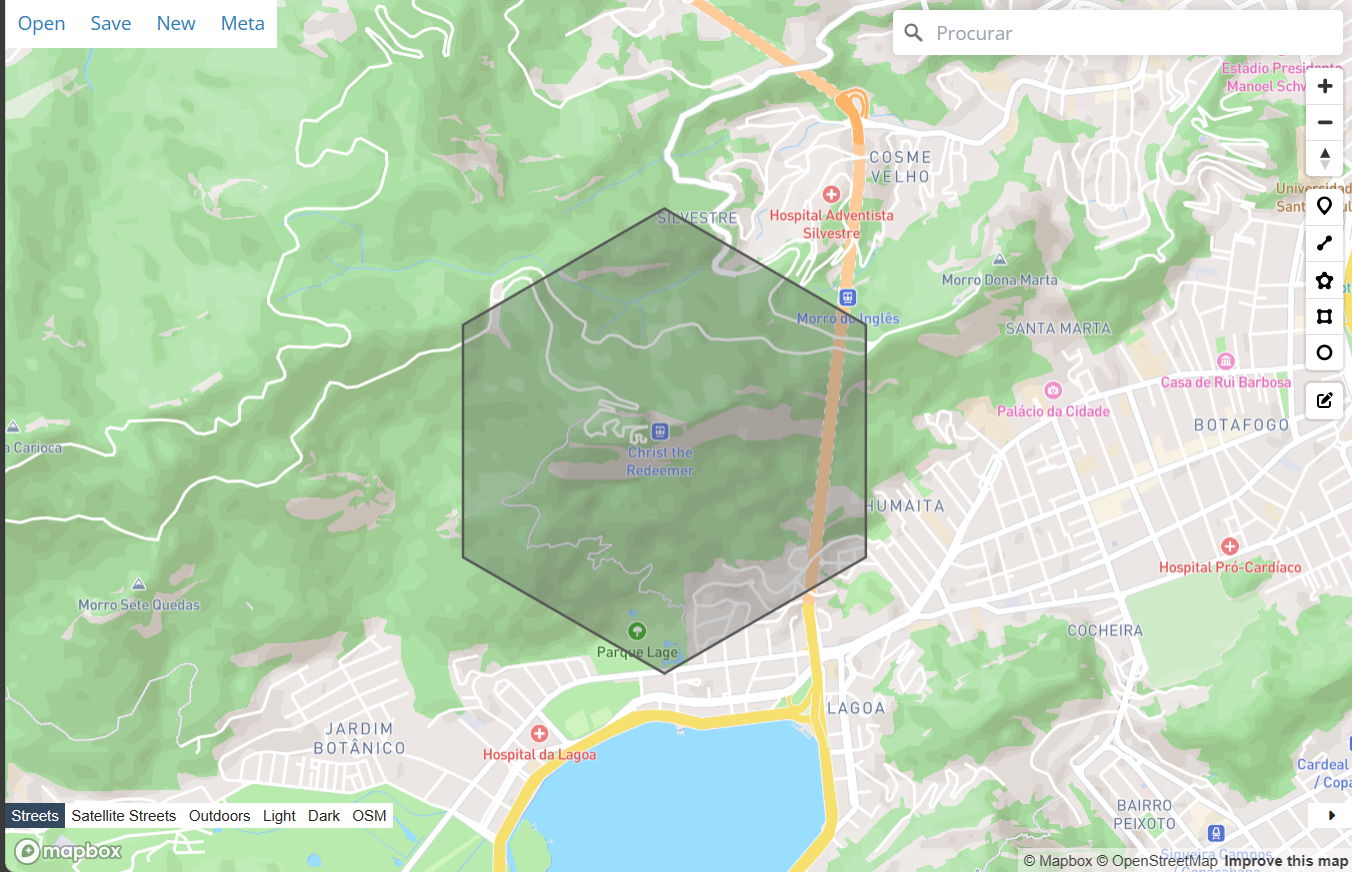 Open Save New Meta
Procurar
Estádio Presidente
Manoel Schw
COSME
VELHO
SILVESTRE
Hospital Adventista
Silvestre
Morro Dona Marta
Morro do Inglês
SANTA MARTA
Casa de Rui Barbosa
Palácio da Cidade
BOTAFOGO
a Carioca
Christ the
Redeemer
HUMAITA
Hospital Pró-Cardíaco
Morro Sete Quedas
COCHEIRA
Parque Lage
LAGOA
JARDIM
BOTÂNICO
Hospital da Lagoa
Cardeal
/ Copa
BAIRRO
PEIXOTO
Streets Satellite Streets Outdoors Light Dark OSM
mapbox
Siqueira Campos
/ Copacabana
© Mapbox © OpenStreetMap Improve this map